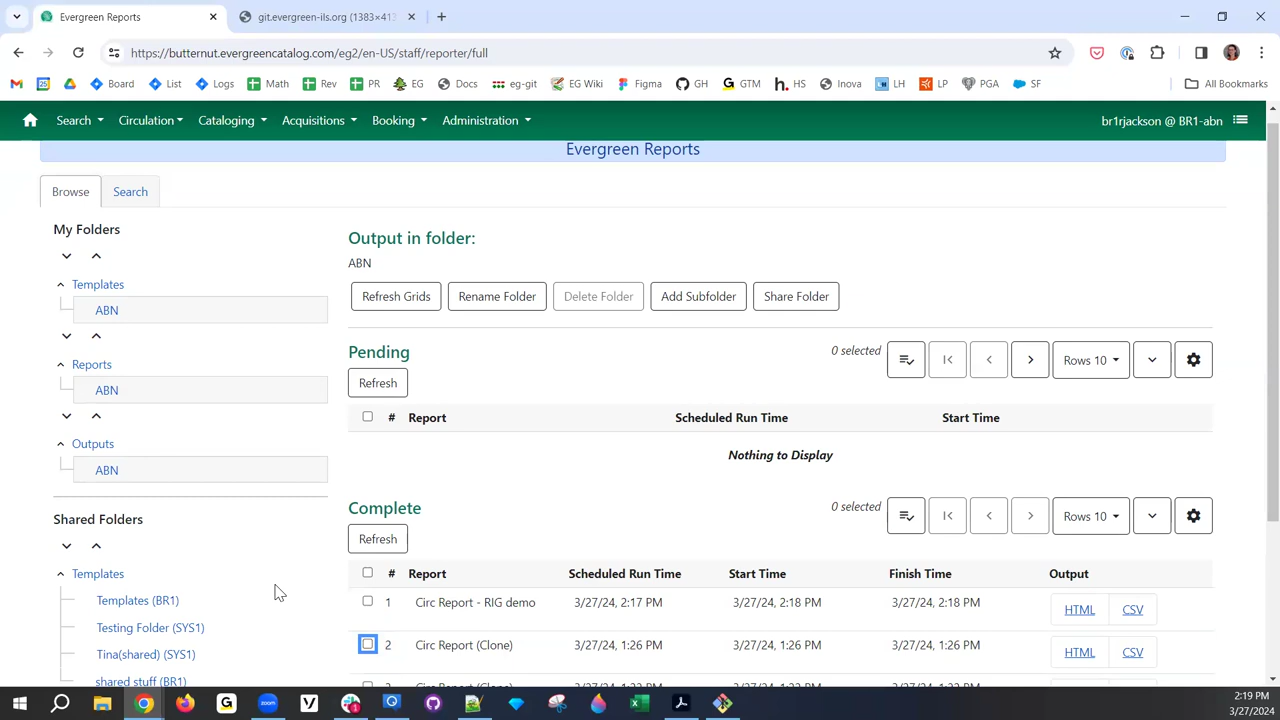 Evergreen Reports
git.evergreen-ils.org (1383×413
https://butternut.evergreencatalog.com/eg2/en-US/staff/reporter/full
Board List Logs Math Rev PR EG Docs eg-git EG Wiki Figma GH GTM HS Inova LH LP PGA SF All Bookmarks
Search Circulation Cataloging Acquisitions Booking Administration br1rjackson @ BR1-abn
Evergreen Reports
Browse Search
My Folders
Templates
ABN
Reports
ABN
Outputs
ABN
Shared Folders
Templates
Templates (BR1)
Testing Folder (SYS1)
Tina(shared) (SYS1)
shared stuff (BR1)
Output in folder:
ABN
Refresh Grids Rename Folder Delete Folder Add Subfolder Share Folder
Pending
0 selected Rows 10
Refresh
# Report Scheduled Run Time Start Time
Nothing to Display
Complete
0 selected Rows 10
Refresh
# Report Scheduled Run Time Start Time Finish Time Output
1 Circ Report - RIG demo 3/27/24, 2:17 PM 3/27/24, 2:18 PM 3/27/24, 2:18 PM HTML CSV
2 Circ Report (Clone) 3/27/24, 1:26 PM 3/27/24, 1:26 PM 3/27/24, 1:26 PM HTML CSV
2:19 PM
3/27/2024